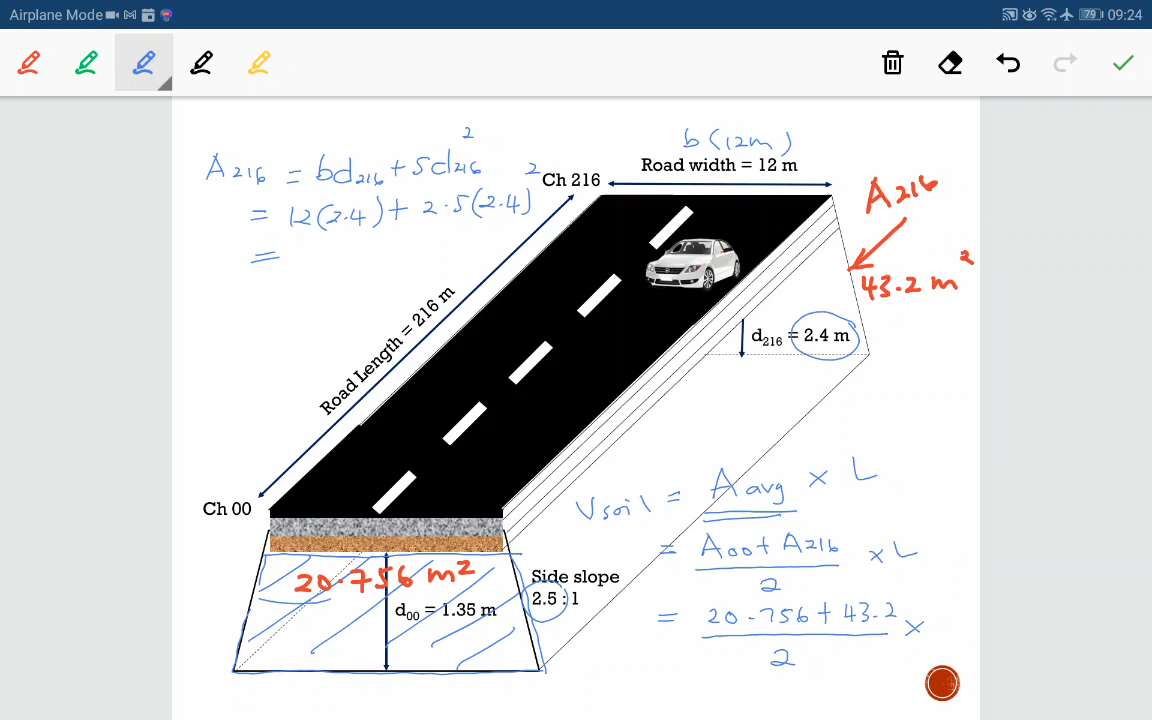 Airplane Mode
79 09:24
b (12m)
Road width = 12 m
A216 = bd216 + Sd216²
= 12(2.4) + 2.5(2.4)²
=
Ch 216
A216
43.2 m²
Road Length = 216 m
d216 = 2.4 m
Ch 00
Vsoil = Aavg × L
= A00 + A216 / 2 × L
= 20.756 + 43.2 / 2 ×
20.756 m²
Side slope
2.5 : 1
d00 = 1.35 m